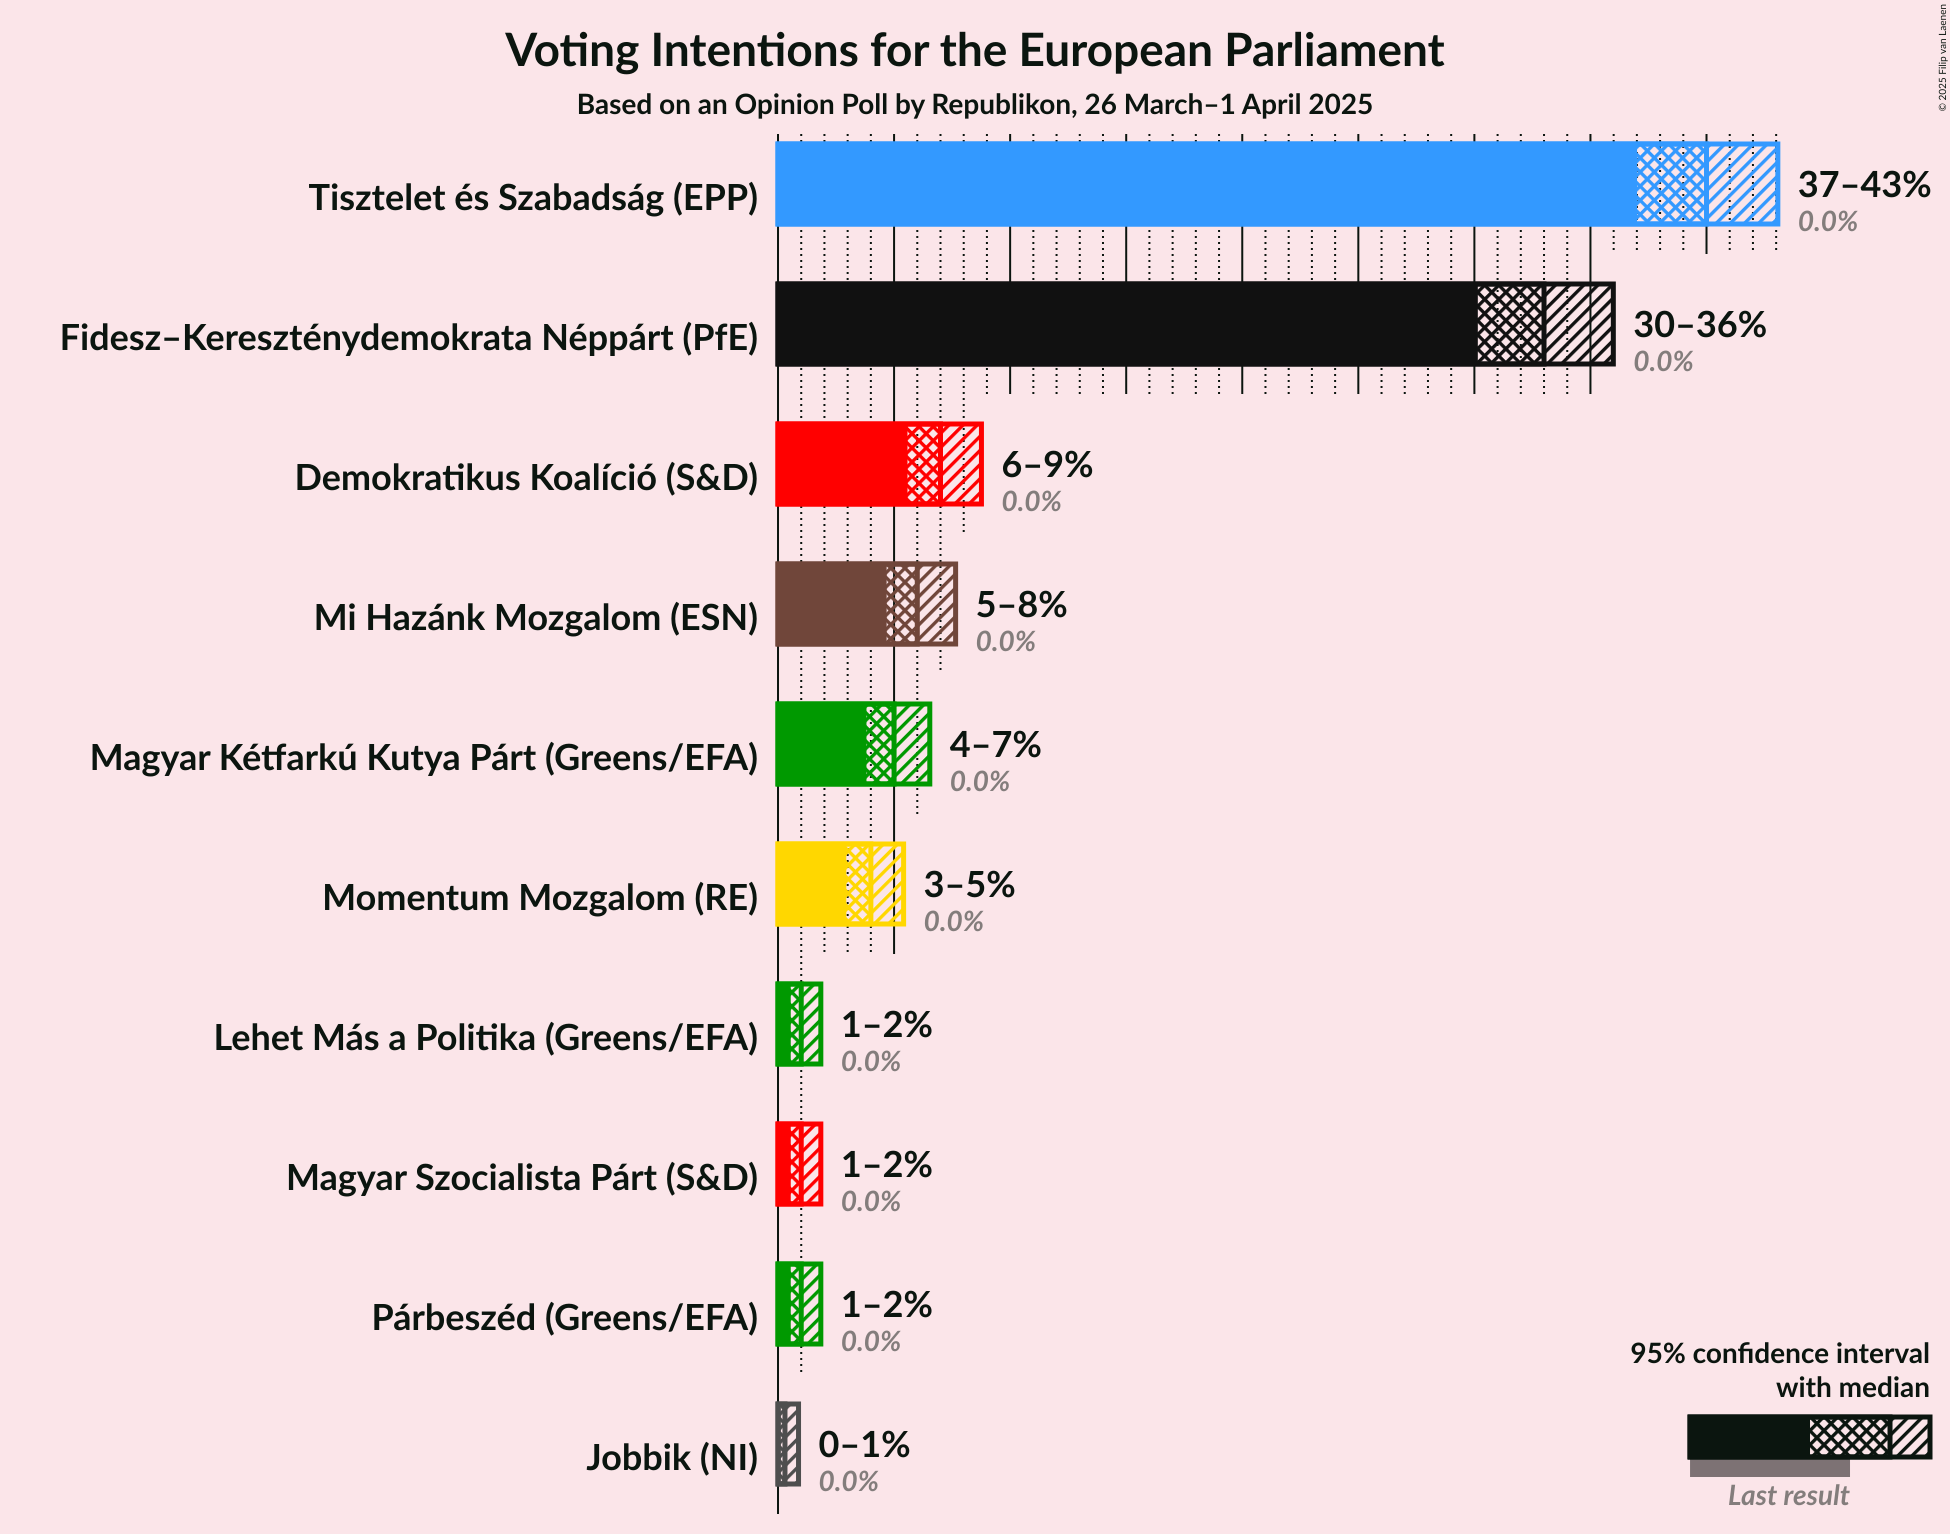 Voting Intentions for the European Parliament
Based on an Opinion Poll by Republikon, 26 March–1 April 2025
© 2025 Filip van Laenen
Tisztelet és Szabadság (EPP)
37–43%
0.0%
Fidesz–Kereszténydemokrata Néppárt (PfE)
30–36%
0.0%
Demokratikus Koalíció (S&D)
6–9%
0.0%
Mi Hazánk Mozgalom (ESN)
5–8%
0.0%
Magyar Kétfarkú Kutya Párt (Greens/EFA)
4–7%
0.0%
Momentum Mozgalom (RE)
3–5%
0.0%
Lehet Más a Politika (Greens/EFA)
1–2%
0.0%
Magyar Szocialista Párt (S&D)
1–2%
0.0%
Párbeszéd (Greens/EFA)
1–2%
0.0%
Jobbik (NI)
0–1%
0.0%
95% confidence interval
with median
Last result